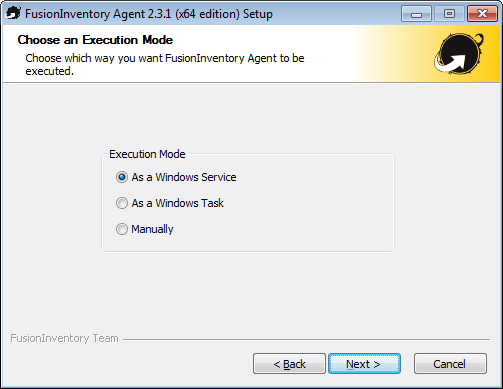 FusionInventory Agent 2.3.1 (x64 edition) Setup
Choose an Execution Mode
Choose which way you want FusionInventory Agent to be
executed.
Execution Mode
As a Windows Service
As a Windows Task
Manually
FusionInventory Team
< Back
Next >
Cancel